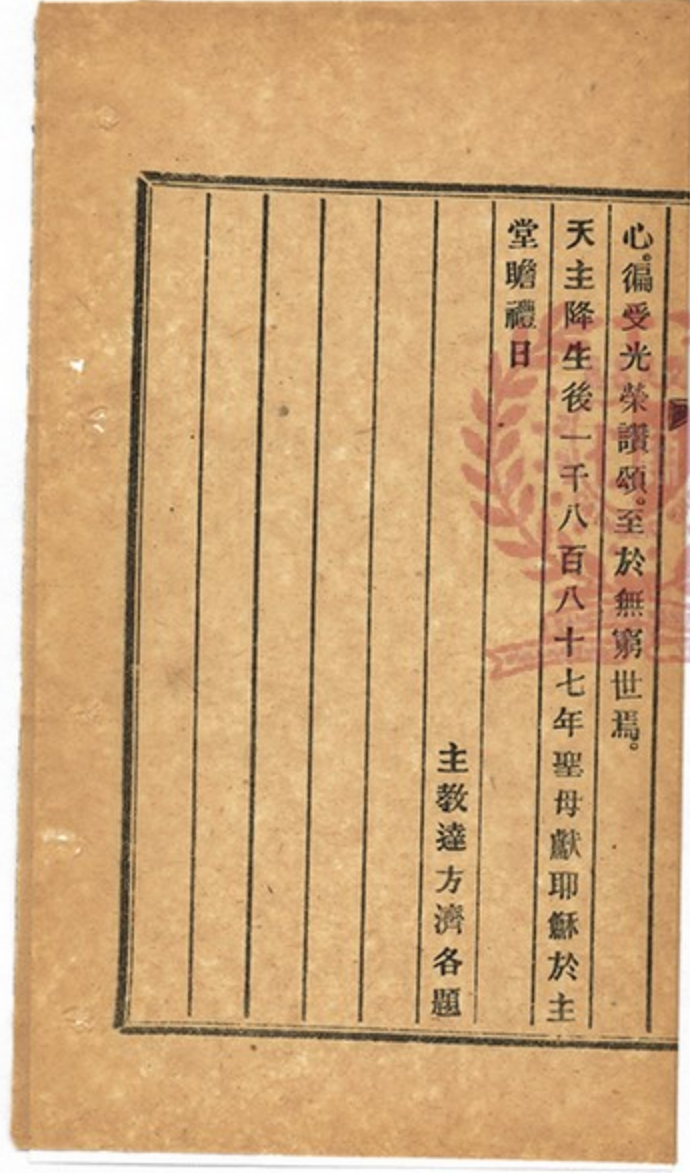 心。徧受光榮讚頌。至於無窮世焉。
天主降生後一千八百八十七年聖母獻耶穌於主
堂瞻禮日
主教達方濟各題